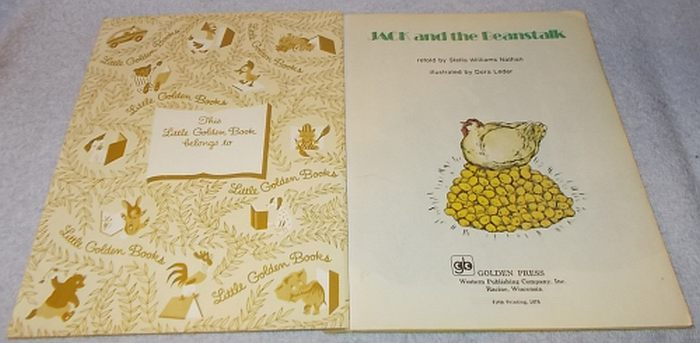 Little Golden Books
Little Golden Books
Little Golden Books
This
Little Golden Book
belongs to
Little Golden Books
Little Golden Books
Little Golden Books
JACK and the Beanstalk
retold by Stella Williams Nathan
illustrated by Dora Leder
GOLDEN PRESS
Western Publishing Company, Inc.
Racine, Wisconsin